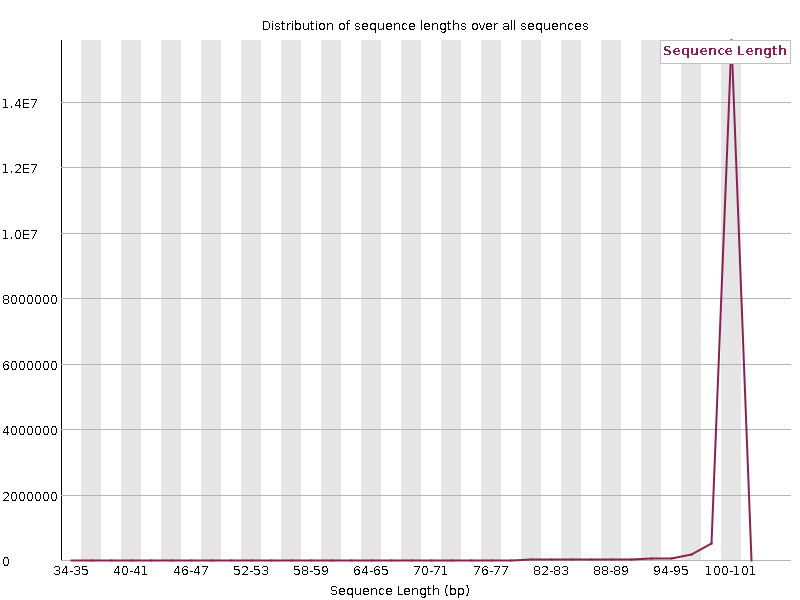 Distribution of sequence lengths over all sequences
Sequence Length
1.4E7
1.2E7
1.0E7
8000000
6000000
4000000
2000000
0
34-35 40-41 46-47 52-53 58-59 64-65 70-71 76-77 82-83 88-89 94-95 100-101
Sequence Length (bp)